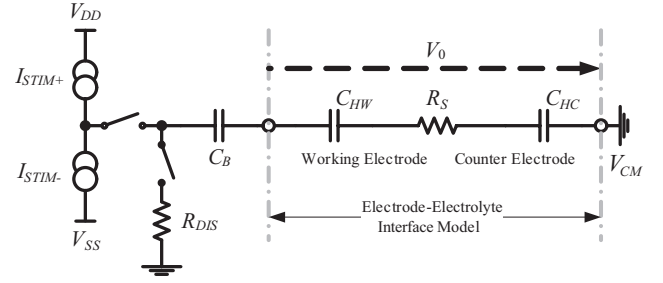 V_DD
V_0
I_STIM+
C_HW
R_S
C_HC
C_B
Working Electrode
Counter Electrode
V_CM
I_STIM-
R_DIS
Electrode-Electrolyte
Interface Model
V_SS